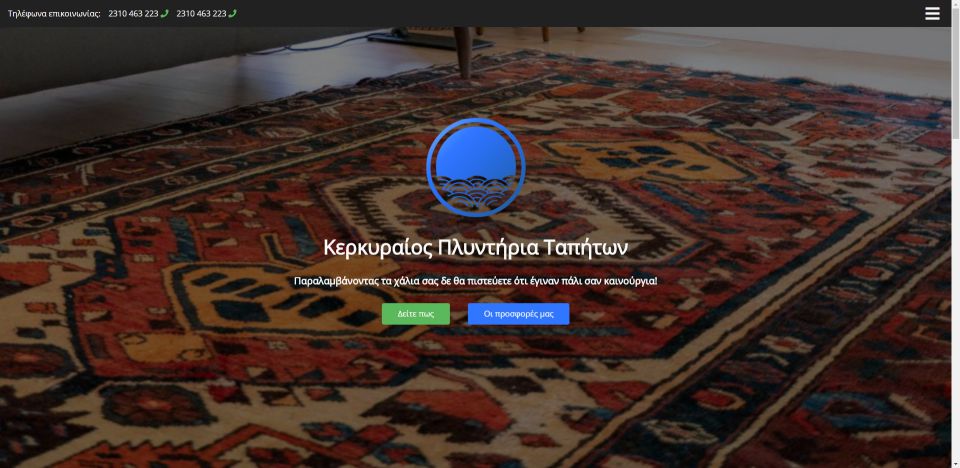 Τηλέφωνα επικοινωνίας: 2310 463 223 2310 463 223
Κερκυραίος Πλυντήρια Ταπήτων
Παραλαμβάνοντας τα χάλια σας δε θα πιστεύετε ότι έγιναν πάλι σαν καινούργια!
Δείτε πως Οι προσφορές μας